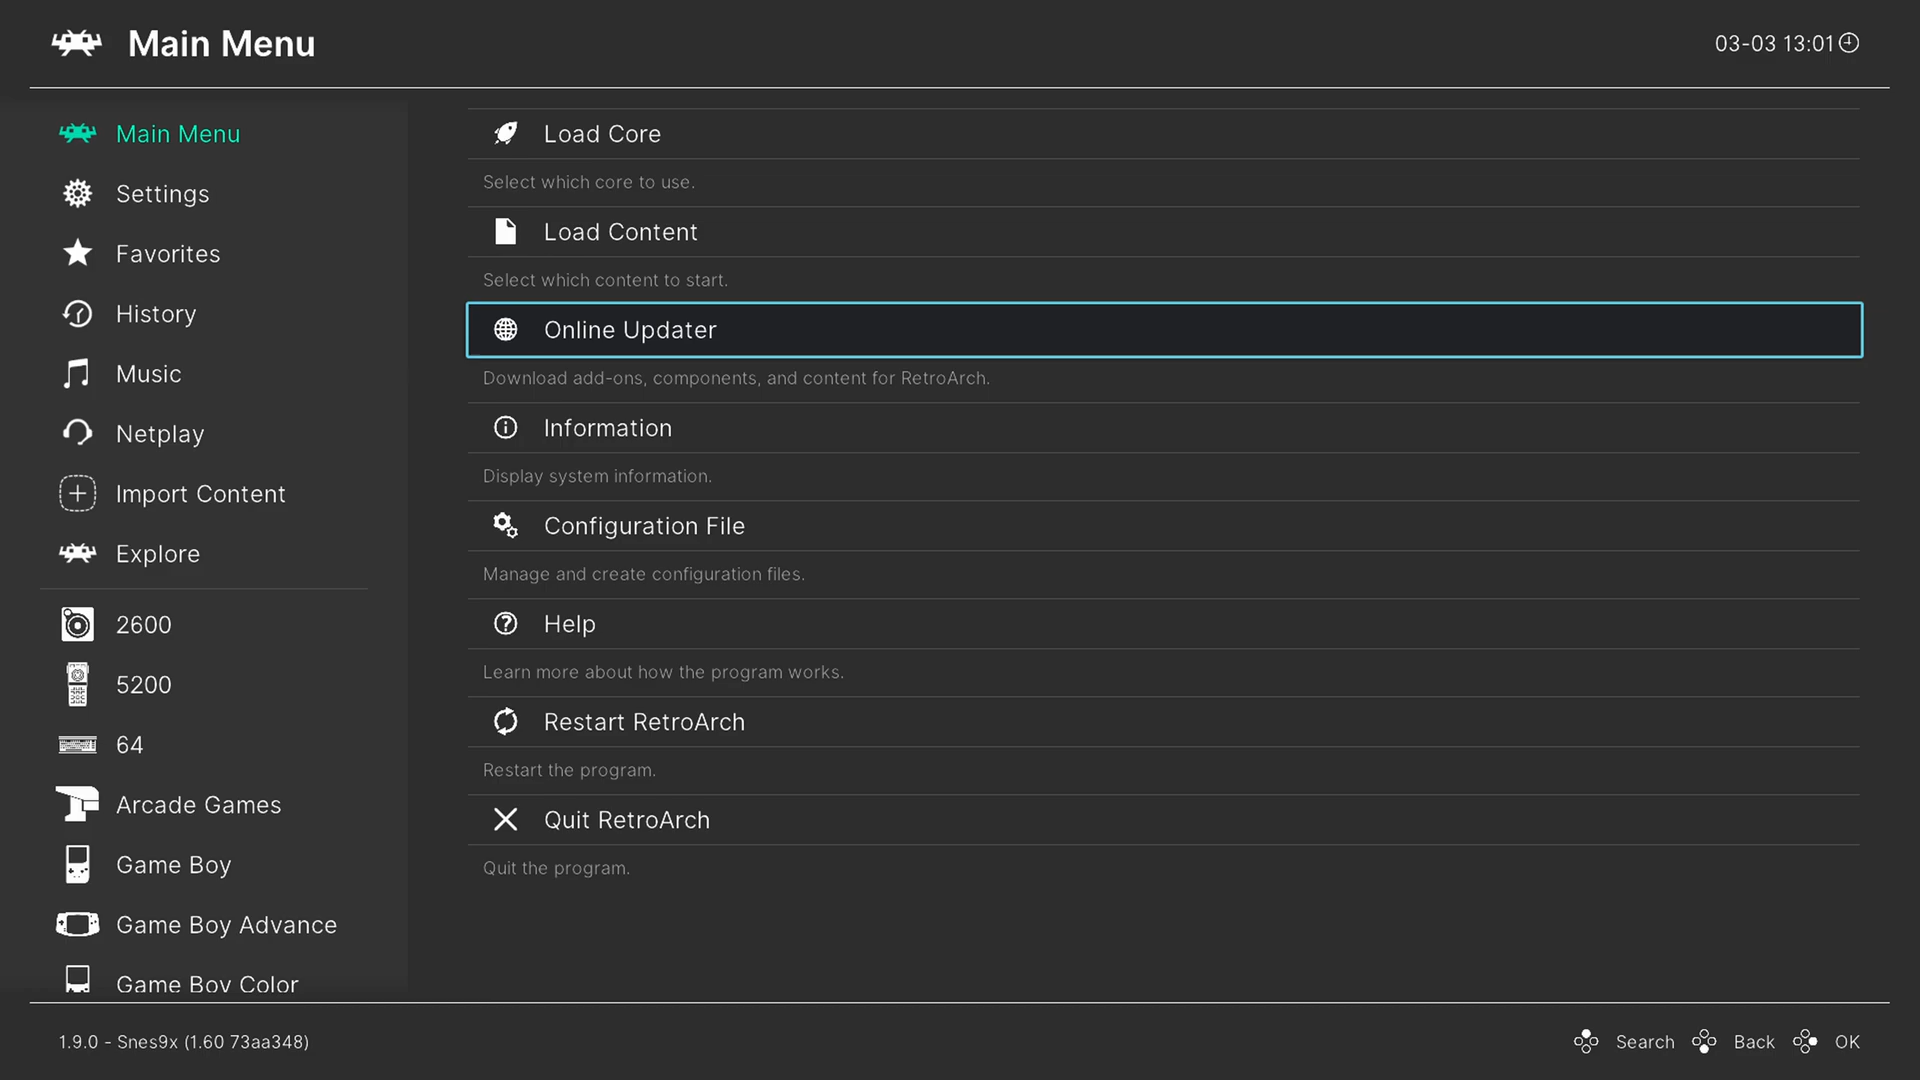 Main Menu
03-03 13:01
Main Menu
Settings
Favorites
History
Music
Netplay
Import Content
Explore
2600
5200
64
Arcade Games
Game Boy
Game Boy Advance
Game Boy Color
Load Core
Select which core to use.
Load Content
Select which content to start.
Online Updater
Download add-ons, components, and content for RetroArch.
Information
Display system information.
Configuration File
Manage and create configuration files.
Help
Learn more about how the program works.
Restart RetroArch
Restart the program.
Quit RetroArch
Quit the program.
1.9.0 - Snes9x (1.60 73aa348)
Search Back OK